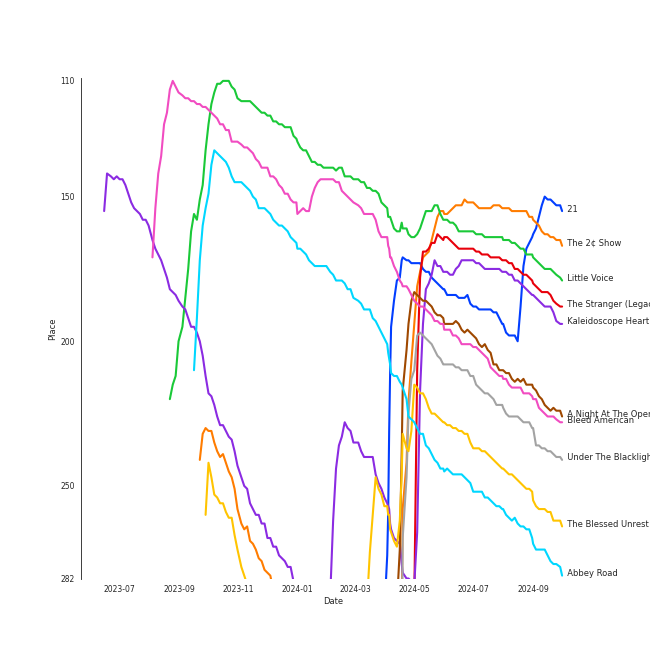 110
150
200
250
282
Place
2023-07
2023-09
2023-11
2024-01
2024-03
2024-05
2024-07
2024-09
Date
21
The 2¢ Show
Little Voice
The Stranger (Legac
Kaleidoscope Heart
A Night At The Oper
Bleed American
Under The Blackligh
The Blessed Unrest
Abbey Road